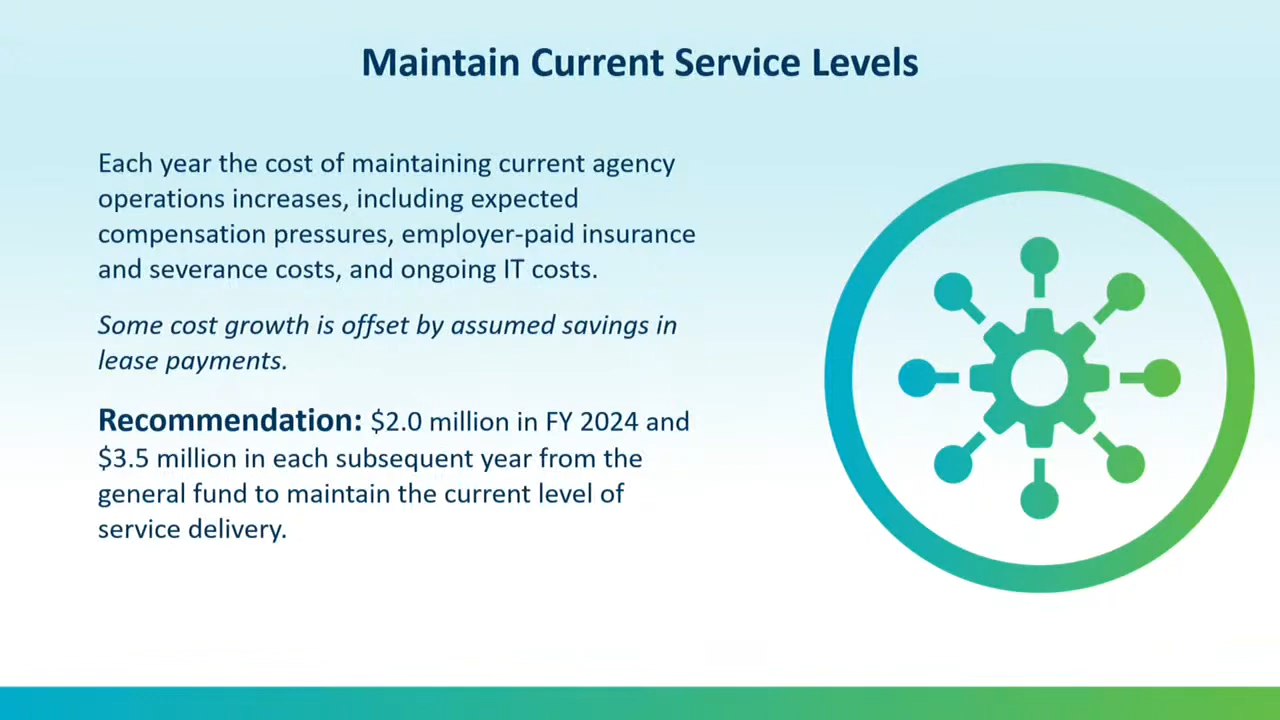 Maintain Current Service Levels
Each year the cost of maintaining current agency
operations increases, including expected
compensation pressures, employer-paid insurance
and severance costs, and ongoing IT costs.
Some cost growth is offset by assumed savings in
lease payments.
Recommendation: $2.0 million in FY 2024 and
$3.5 million in each subsequent year from the
general fund to maintain the current level of
service delivery.